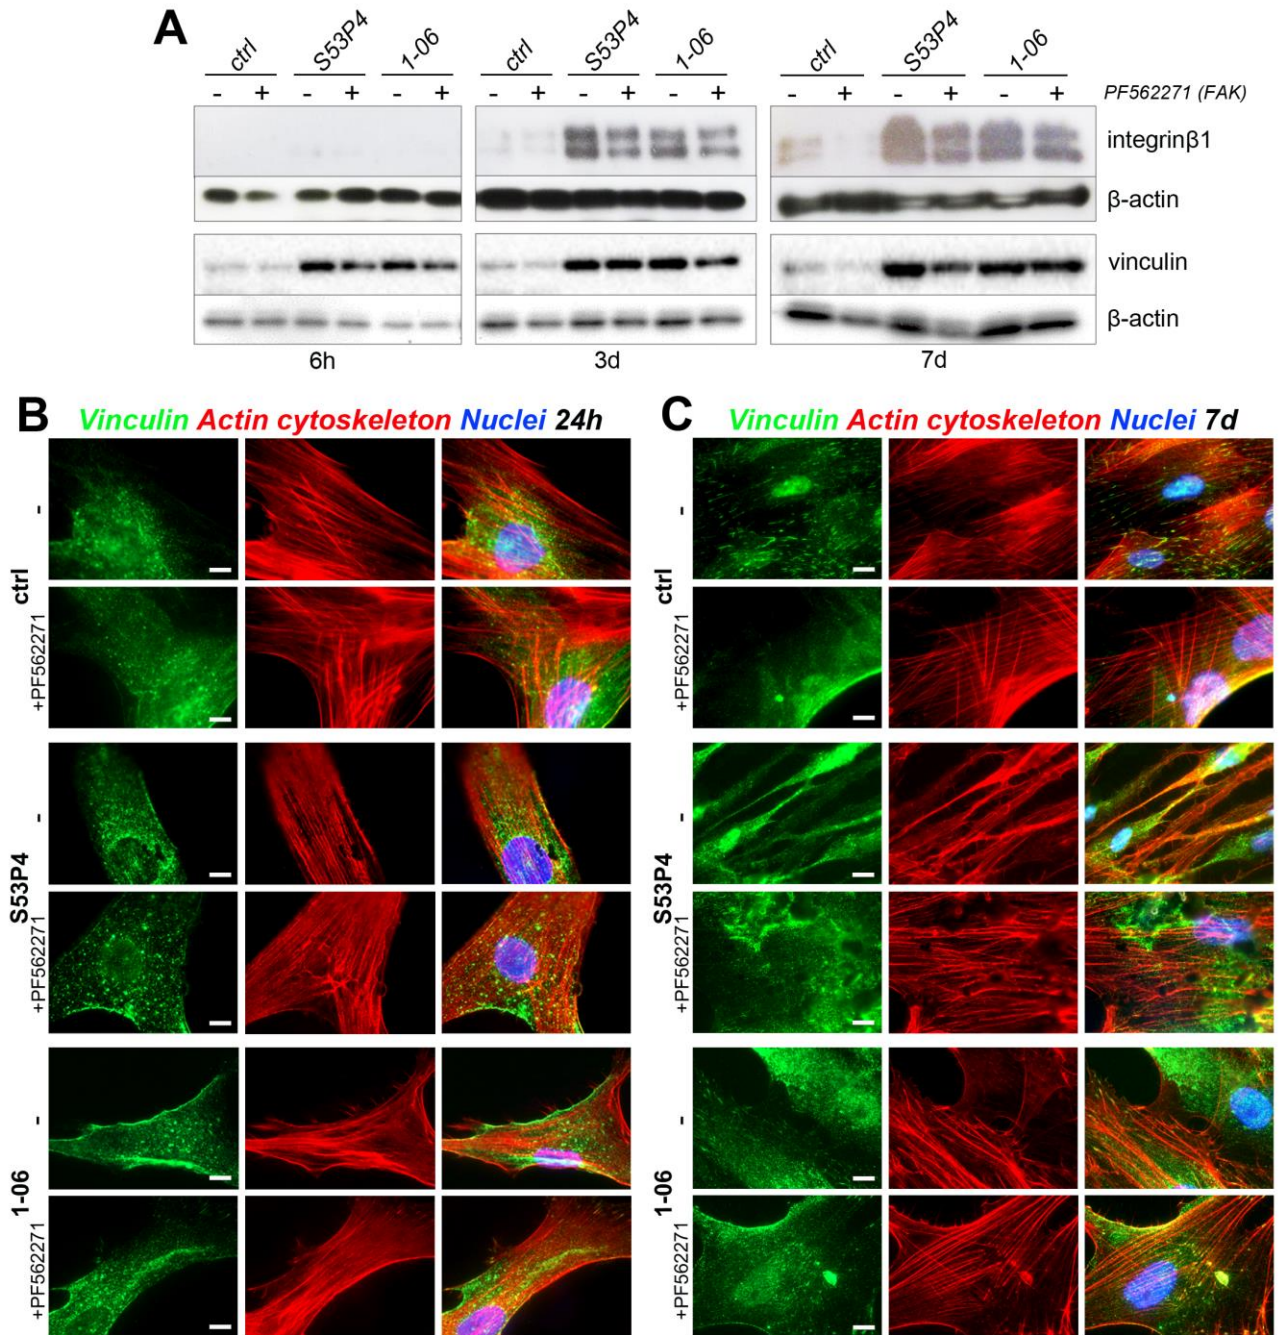 A
ctrl S53P4 1-06 ctrl S53P4 1-06 ctrl S53P4 1-06
- + - + - + - + - + - + - + - + - + PF562271 (FAK)
integrinβ1
β-actin
vinculin
β-actin
6h 3d 7d
B Vinculin Actin cytoskeleton Nuclei 24h
-
ctrl
+PF562271
-
S53P4
+PF562271
-
1-06
+PF562271
C Vinculin Actin cytoskeleton Nuclei 7d
-
ctrl
+PF562271
-
S53P4
+PF562271
-
1-06
+PF562271